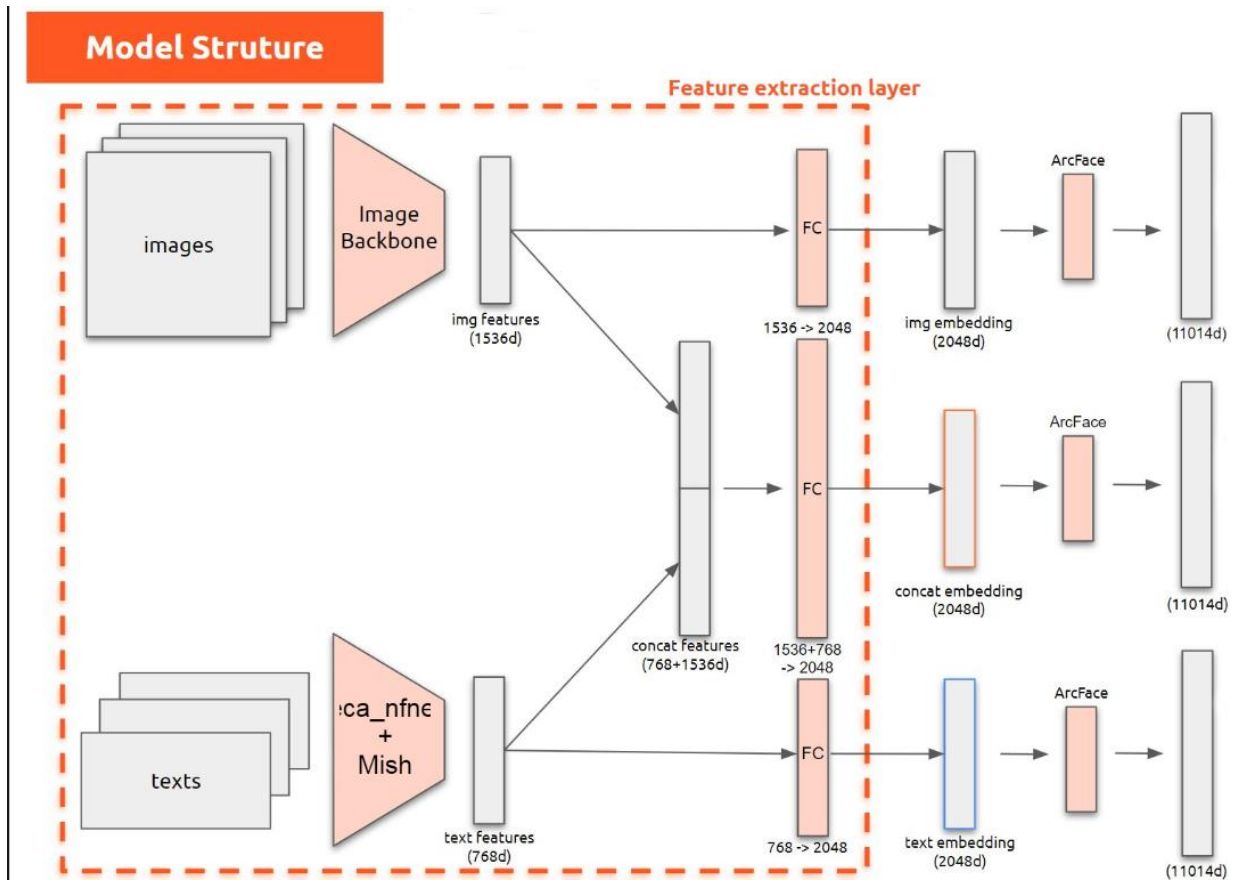 Model Struture
Feature extraction layer
images
Image
Backbone
img features
(1536d)
FC
1536 -> 2048
img embedding
(2048d)
ArcFace
(11014d)
concat features
(768+1536d)
FC
1536+768
-> 2048
concat embedding
(2048d)
ArcFace
(11014d)
texts
eca_nfne
+
Mish
text features
(768d)
FC
768 -> 2048
text embedding
(2048d)
ArcFace
(11014d)